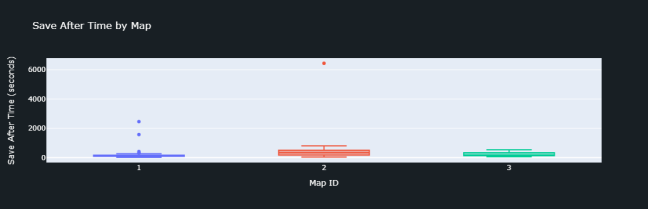 Save After Time by Map
Save After Time (seconds)
6000
4000
2000
0
1
2
3
Map ID